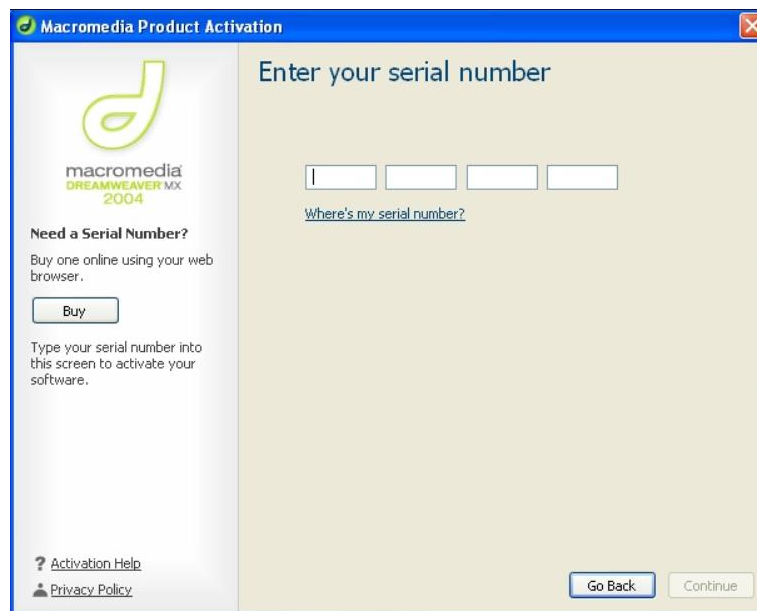 Macromedia Product Activation
macromedia
DREAMWEAVER MX
2004
Need a Serial Number?
Buy one online using your web
browser.
Buy
Type your serial number into
this screen to activate your
software.
? Activation Help
Privacy Policy
Enter your serial number
Where's my serial number?
Go Back
Continue